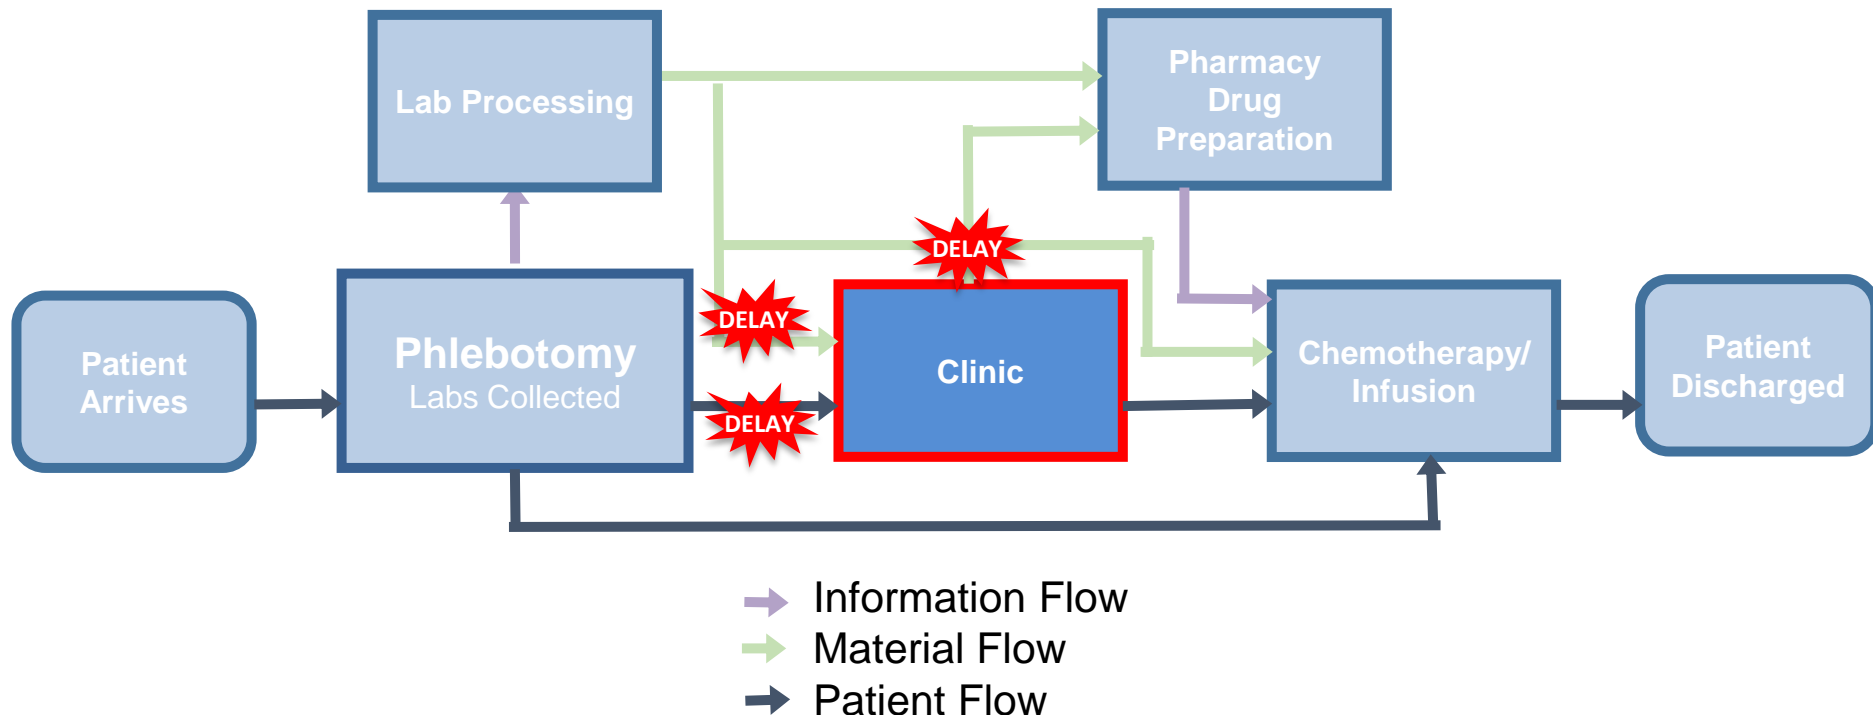 Lab Processing
Pharmacy
Drug
Preparation
DELAY
DELAY
Patient
Arrives
Phlebotomy
Labs Collected
DELAY
Clinic
Chemotherapy/
Infusion
Patient
Discharged
Information Flow
Material Flow
Patient Flow